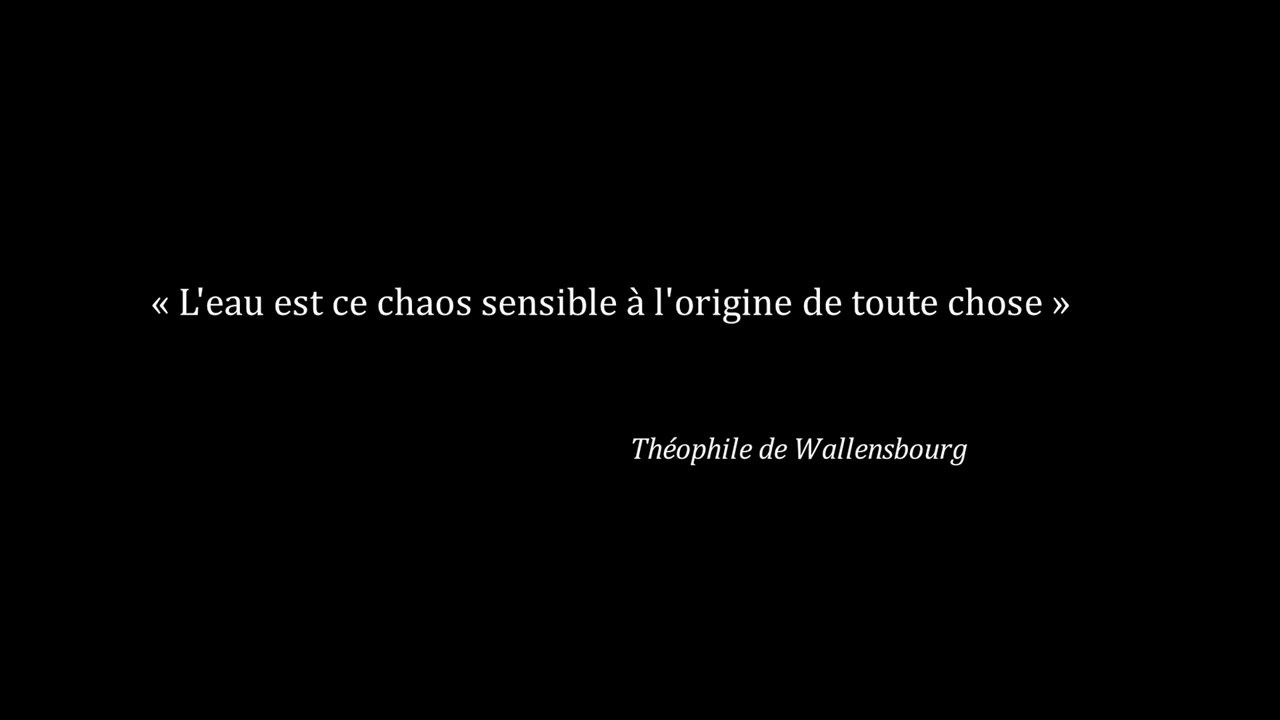 « L'eau est ce chaos sensible à l'origine de toute chose »
Théophile de Wallensbourg